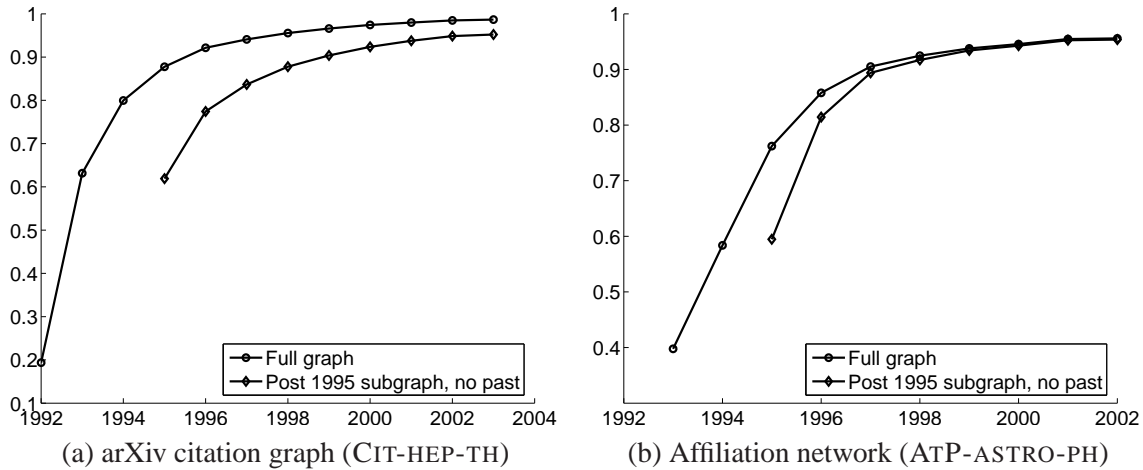 1
0.9
0.8
0.7
0.6
0.5
0.4
0.3
0.2
0.1
1992 1994 1996 1998 2000 2002 2004
Full graph
Post 1995 subgraph, no past
(a) arXiv citation graph (CIT-HEP-TH)
1
0.9
0.8
0.7
0.6
0.5
0.4
1992 1994 1996 1998 2000 2002
Full graph
Post 1995 subgraph, no past
(b) Affiliation network (ATP-ASTRO-PH)